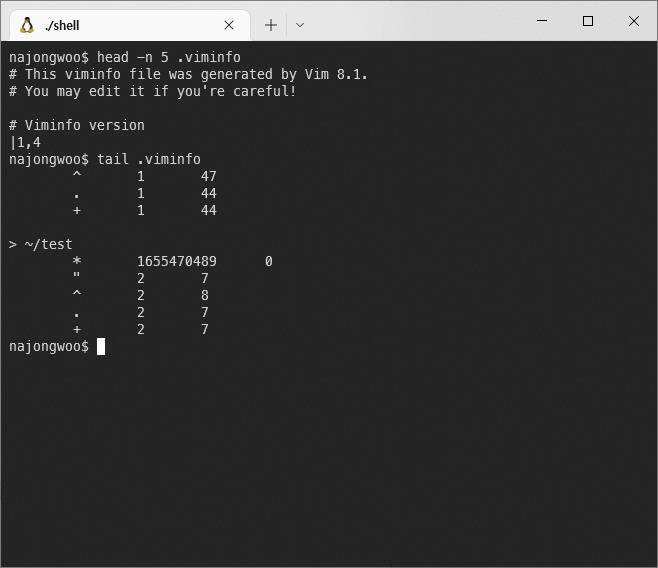 ./shell
najongwoo$ head -n 5 .viminfo
# This viminfo file was generated by Vim 8.1.
# You may edit it if you're careful!

# Viminfo version
|1,4
najongwoo$ tail .viminfo
        ^       1       47
        .       1       44
        +       1       44

> ~/test
        *       1655470489      0
        "       2       7
        ^       2       8
        .       2       7
        +       2       7
najongwoo$